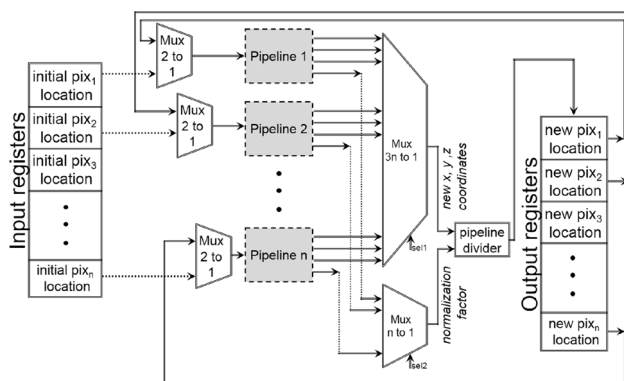 Input registers
initial pix1
location
initial pix2
location
initial pix3
location
initial pixn
location
Mux
2 to
1
Mux
2 to
1
Mux
2 to
1
Pipeline 1
Pipeline 2
Pipeline n
Mux
3n to 1
sel1
Mux
n to 1
sel2
new x, y ,z
coordinates
normalization
factor
pipeline
divider
Output registers
new pix1
location
new pix2
location
new pix3
location
new pixn
location